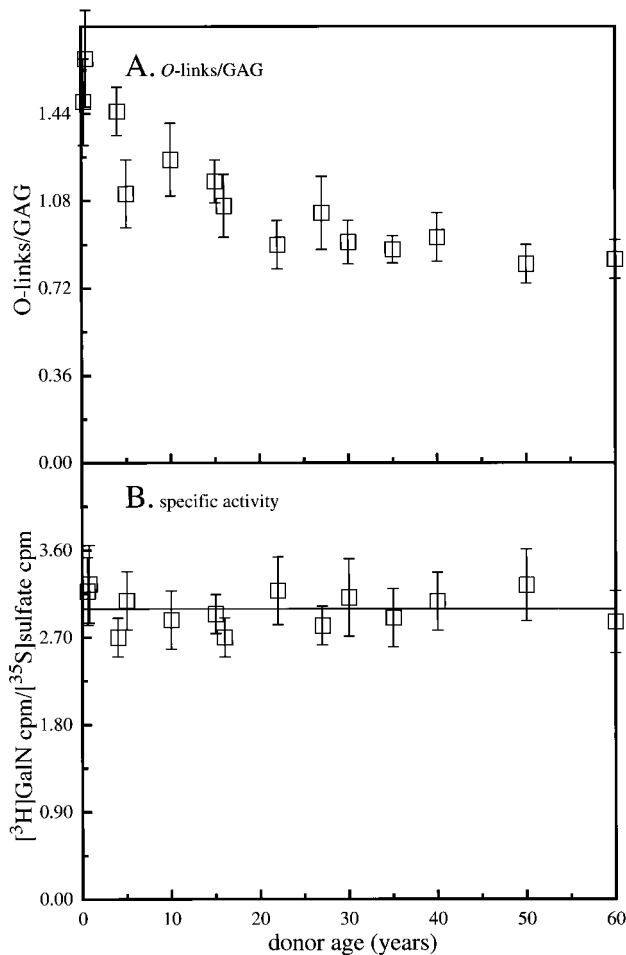 A. O-links/GAG
O-links/GAG
1.44
1.08
0.72
0.36
0.00
B. specific activity
[³H]GalN cpm/[³⁵S]sulfate cpm
3.60
2.70
1.80
0.90
0.00
0 10 20 30 40 50 60
donor age (years)